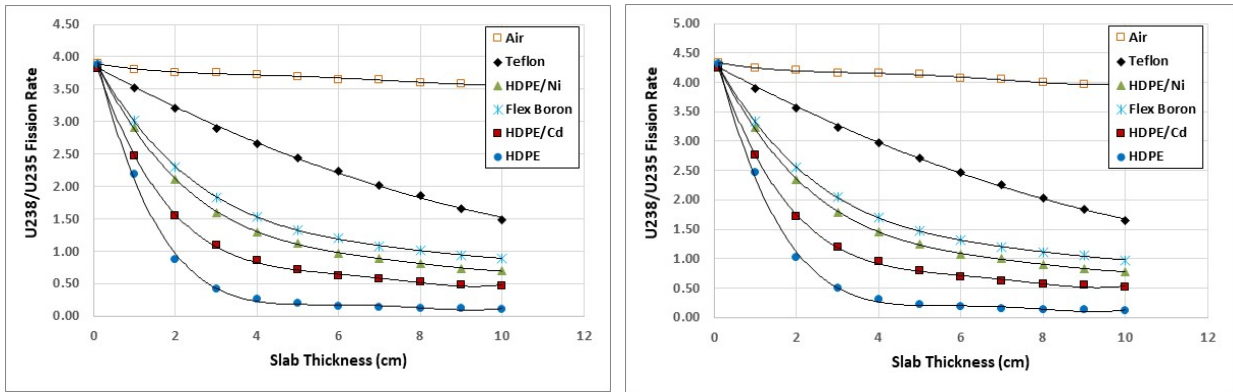 4.50
4.00
3.50
3.00
2.50
2.00
1.50
1.00
0.50
0.00
U238/U235 Fission Rate
0
2
4
6
8
10
12
Slab Thickness (cm)
Air
Teflon
HDPE/Ni
Flex Boron
HDPE/Cd
HDPE
5.00
4.50
4.00
3.50
3.00
2.50
2.00
1.50
1.00
0.50
0.00
U238/U235 Fission Rate
0
2
4
6
8
10
12
Slab Thickness (cm)
Air
Teflon
HDPE/Ni
Flex Boron
HDPE/Cd
HDPE